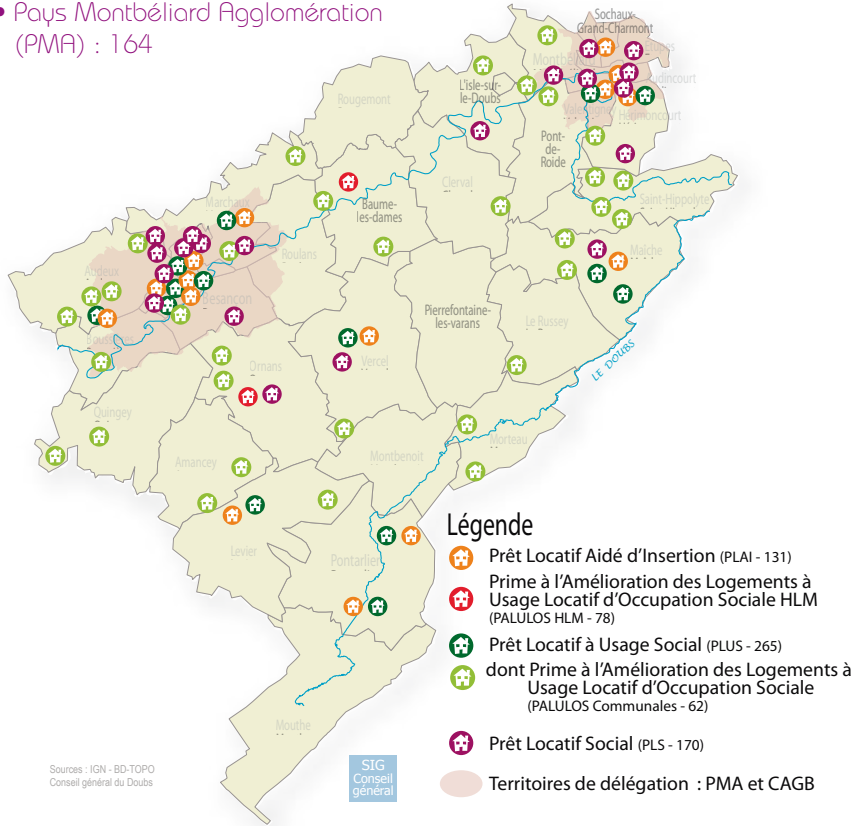 • Pays Montbéliard Agglomération
(PMA) : 164
Sochaux-
Grand-Charmont
L'isle-sur-
le-Doubs
Rougemont
Pont-
de-
Roide
Clerval
Hérimoncourt
Saint-Hippolyte
Marchaux
Baume-
les-dames
Roulans
Maîche
Besançon
Pierrefontaine-
les-varans
Le Russey
Vercel
LE DOUBS
Ornans
Quingey
Morteau
Amancey
Montbenoit
Levier
Pontarlier
Mouthe
Légende
Prêt Locatif Aidé d'Insertion (PLAI - 131)
Prime à l'Amélioration des Logements à
Usage Locatif d'Occupation Sociale HLM
(PALULOS HLM - 78)
Prêt Locatif à Usage Social (PLUS - 265)
dont Prime à l'Amélioration des Logements à
Usage Locatif d'Occupation Sociale
(PALULOS Communales - 62)
Prêt Locatif Social (PLS - 170)
Territoires de délégation : PMA et CAGB
Sources : IGN - BD-TOPO
Conseil général du Doubs
SIG
Conseil
général